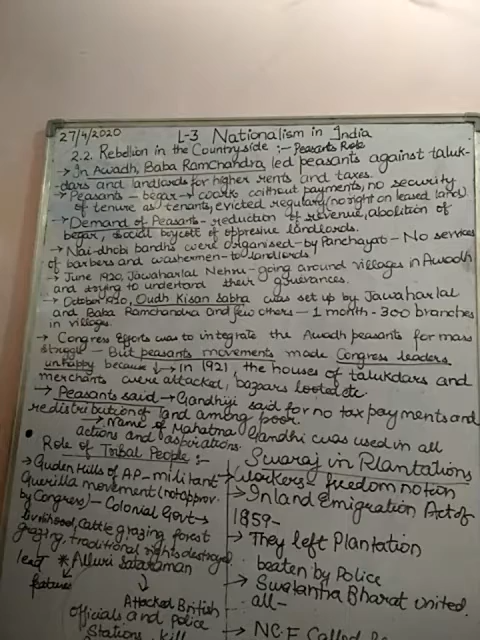 27/4/2020
L-3 Nationalism in India
2.2. Rebellion in the Countryside :- Peasants Role
→ In Awadh, Baba Ramchandra, led peasants against taluk-
dars and landlords for higher rents and taxes.
→ Peasants - begar → works without payments, no security
of tenure as tenants, evicted regularly (no right on leased land)
→ Demand of Peasants - reduction of revenue, abolition of
begar, social boycott of oppressive landlords.
→ Nai-dhobi bandhs were organised - by Panchayats - No services
of barbers and washermen - to landlords.
→ June 1920, Jawaharlal Nehru - going around villages in Awadh
and trying to understand their grievances.
→ October 1920, Oudh Kisan Sabha was set up by Jawaharlal
and Baba Ramchandra and few others - 1 month - 300 branches
in villages.
→ Congress Efforts was to integrate the Awadh peasants for mass
struggle - But peasants movements made Congress leaders
unhappy because → in 1921, the houses of talukdars and
merchants were attacked, bazaars looted etc.
→ Peasants said → Gandhiji said for no tax payments and
redistribution of land among poor.
→ Name of Mahatma Gandhi was used in all
actions and aspirations.
• Role of Tribal People :-
→ Guden Hills of A.P - militant
Guerilla movement (not approv.
by Congress) - Colonial Govt →
livelihood, cattle grazing, forest
grazing, traditional rights destroyed.
lead * Alluri Sataraman
features
Attacked British
officials and police
Stations, kill
Swaraj in Plantations
→ workers - freedom notion
→ Inland Emigration Act of
1859 -
→ They left Plantation
beaten by Police
→ Swatantra Bharat united
all -
→ N.C.F Called